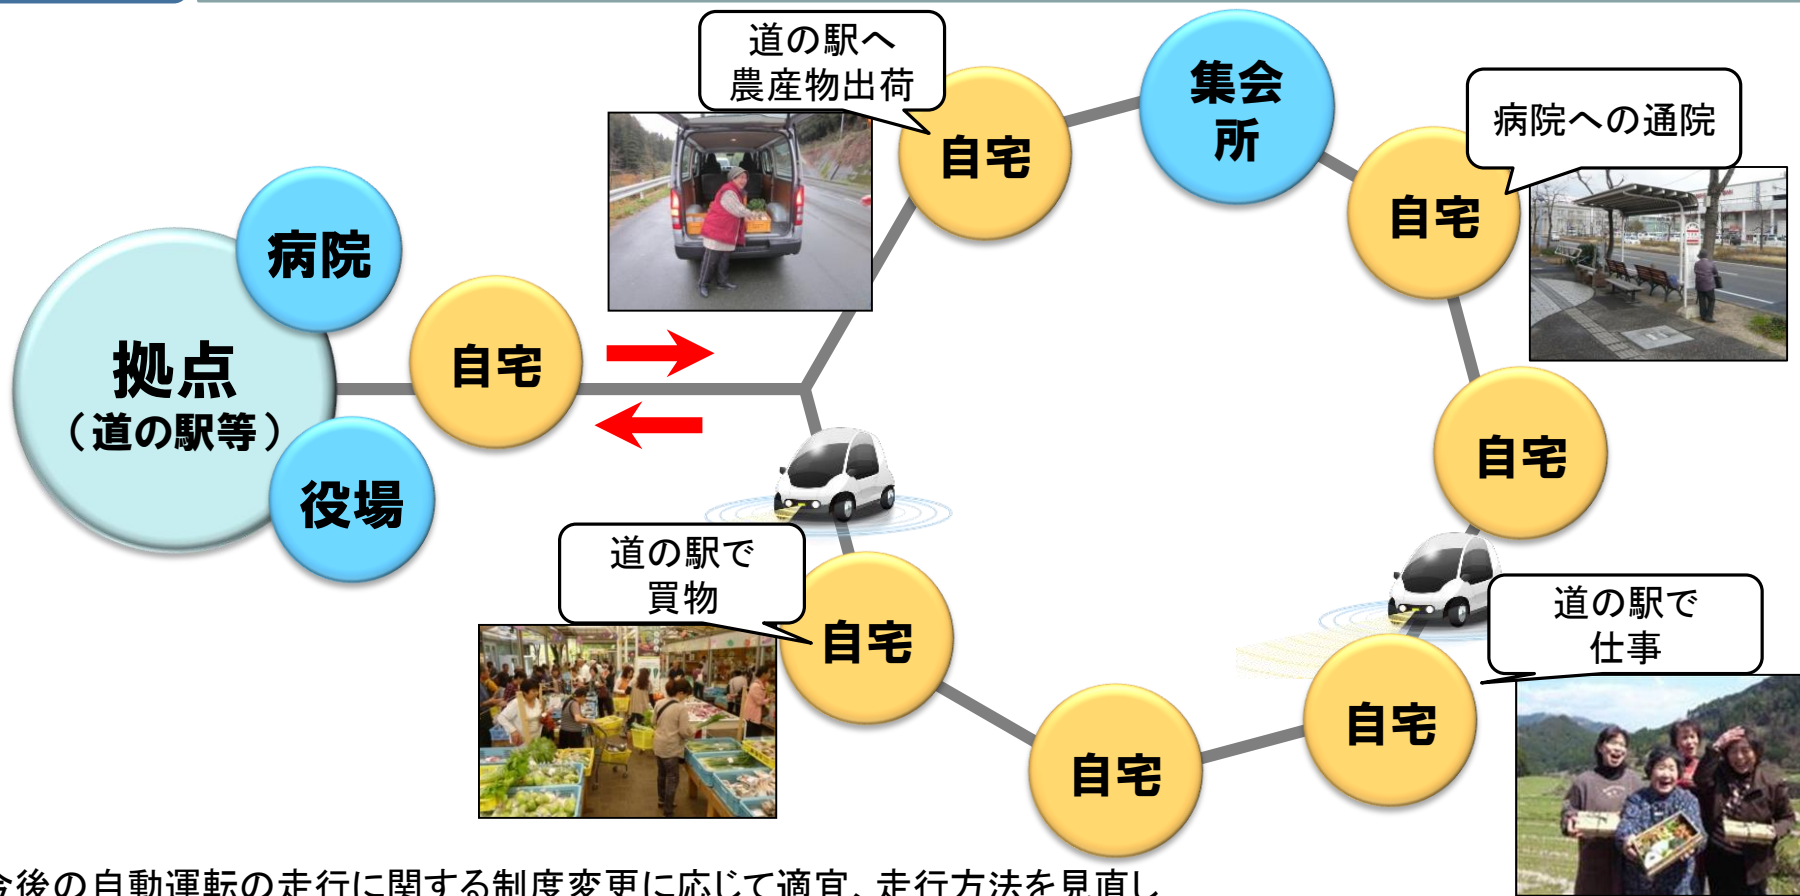 道の駅へ
農産物出荷
集会
所
病院への通院
自宅
自宅
病院
自宅
拠点
（道の駅等）
役場
自宅
道の駅で
買物
自宅
道の駅で
仕事
自宅
自宅
今後の自動運転の走行に関する制度変更に応じて適宜、走行方法を見直し